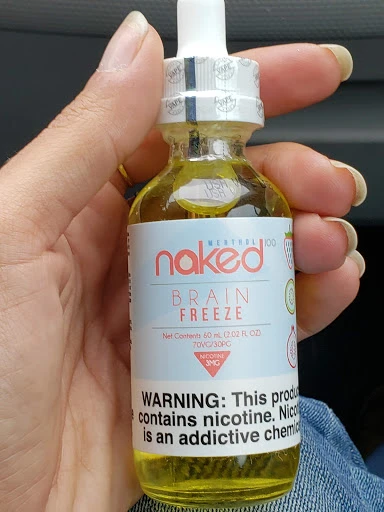 MENTHOL
naked 100
BRAIN
FREEZE
Net Contents 60 mL (2.02 FL OZ)
70VG/30PG
NICOTINE
3MG
WARNING: This produc
contains nicotine. Nico
is an addictive chemic